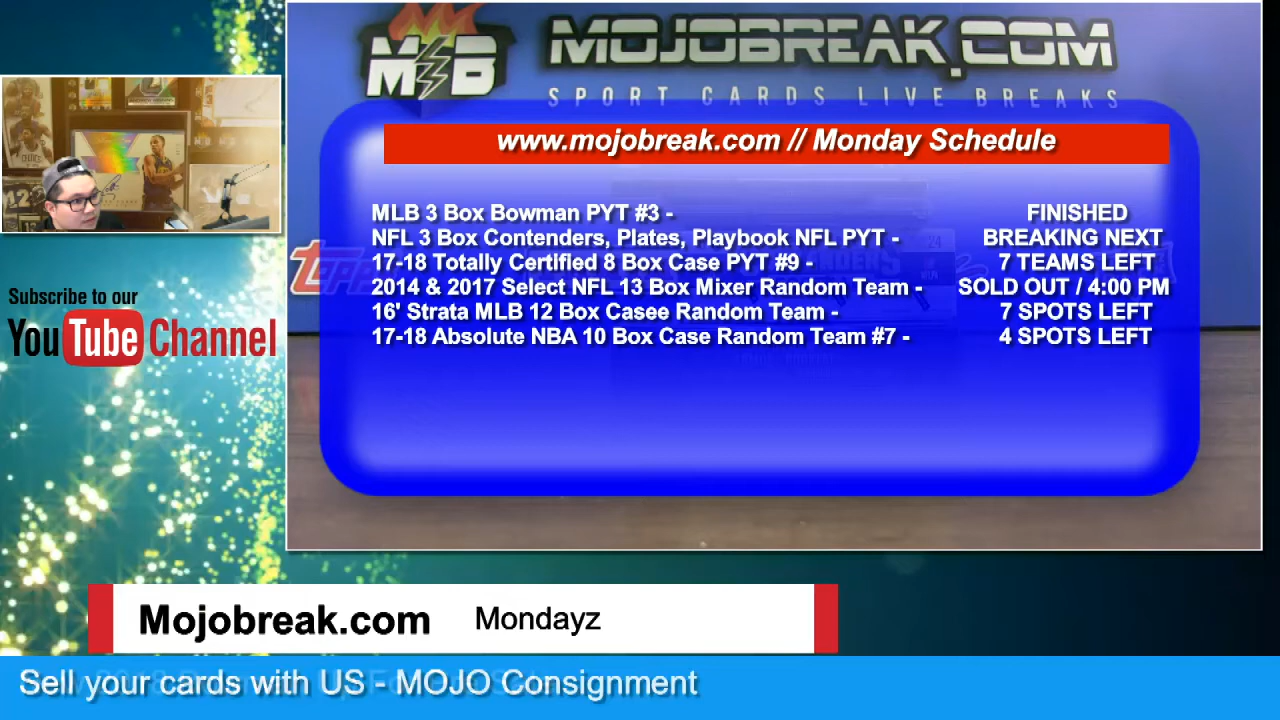 MB
MOJOBREAK.COM
SPORT CARDS LIVE BREAKS
www.mojobreak.com // Monday Schedule
MLB 3 Box Bowman PYT #3 - FINISHED
NFL 3 Box Contenders, Plates, Playbook NFL PYT - BREAKING NEXT
17-18 Totally Certified 8 Box Case PYT #9 - 7 TEAMS LEFT
2014 & 2017 Select NFL 13 Box Mixer Random Team - SOLD OUT / 4:00 PM
16' Strata MLB 12 Box Casee Random Team - 7 SPOTS LEFT
17-18 Absolute NBA 10 Box Case Random Team #7 - 4 SPOTS LEFT
Subscribe to our
YouTube Channel
Mojobreak.com Mondayz
Sell your cards with US - MOJO Consignment